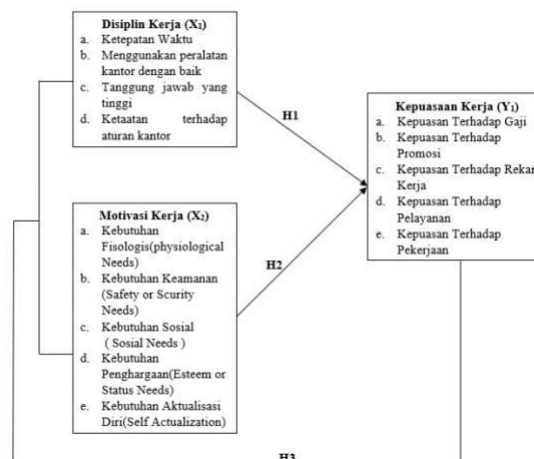 Disiplin Kerja (X₁)
a. Ketepatan Waktu
b. Menggunakan peralatan
kantor dengan baik
c. Tanggung jawab yang
tinggi
d. Ketaatan terhadap
aturan kantor
H1
Kepuasaan Kerja (Y₁)
a. Kepuasan Terhadap Gaji
b. Kepuasan Terhadap
Promosi
c. Kepuasan Terhadap Rekan
Kerja
d. Kepuasan Terhadap
Pelayanan
e. Kepuasan Terhadap
Pekerjaan
Motivasi Kerja (X₂)
a. Kebutuhan
Fisologis(physiological
Needs)
b. Kebutuhan Keamanan
(Safety or Scurity
Needs)
c. Kebutuhan Sosial
( Sosial Needs )
d. Kebutuhan
Penghargaan(Esteem or
Status Needs)
e. Kebutuhan Aktualisasi
Diri(Self Actualization)
H2
H3